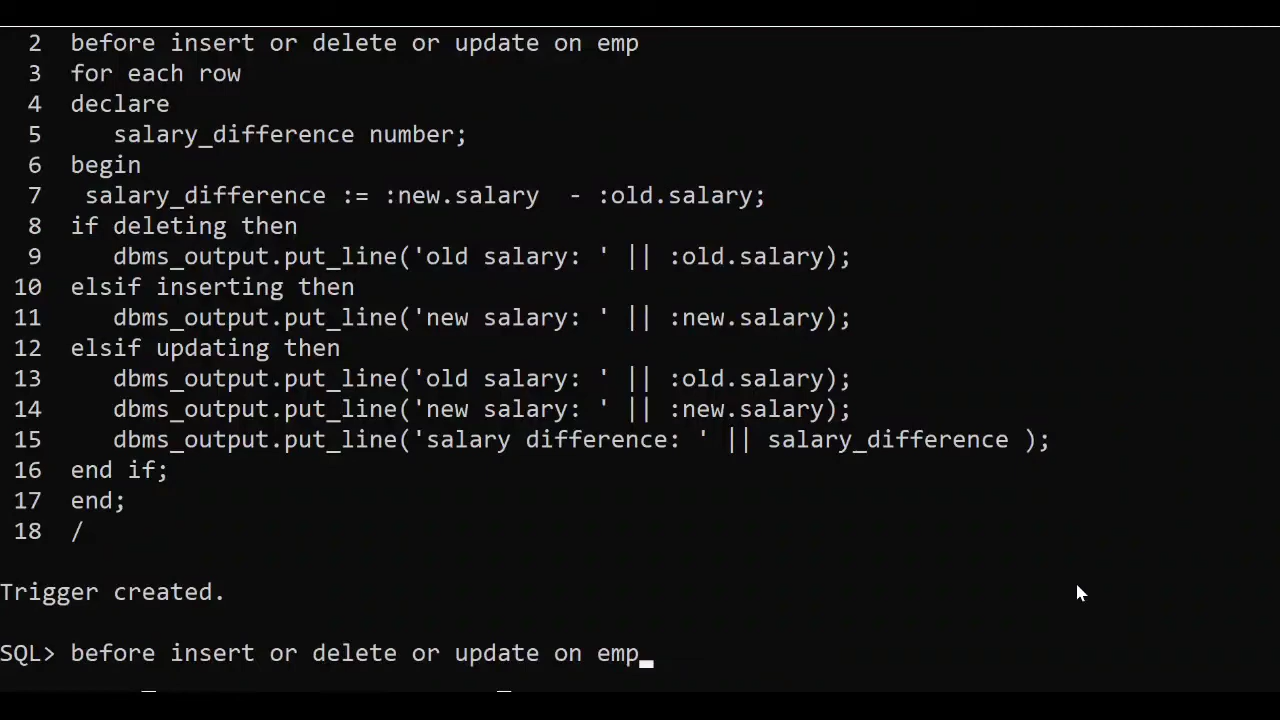 2 before insert or delete or update on emp
3 for each row
4 declare
5 salary_difference number;
6 begin
7 salary_difference := :new.salary  - :old.salary;
8 if deleting then
9 dbms_output.put_line('old salary: ' || :old.salary);
10 elsif inserting then
11 dbms_output.put_line('new salary: ' || :new.salary);
12 elsif updating then
13 dbms_output.put_line('old salary: ' || :old.salary);
14 dbms_output.put_line('new salary: ' || :new.salary);
15 dbms_output.put_line('salary difference: ' || salary_difference );
16 end if;
17 end;
18 /
Trigger created.
SQL> before insert or delete or update on emp